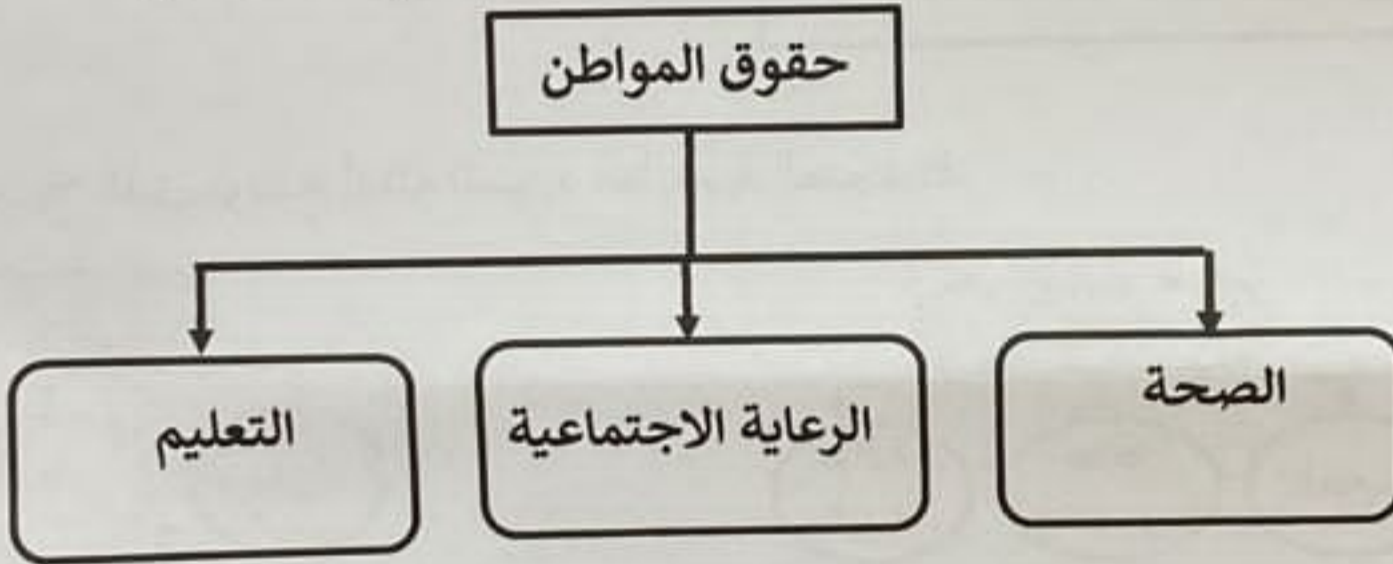 حقوق المواطن
الصحة
الرعاية الاجتماعية
التعليم